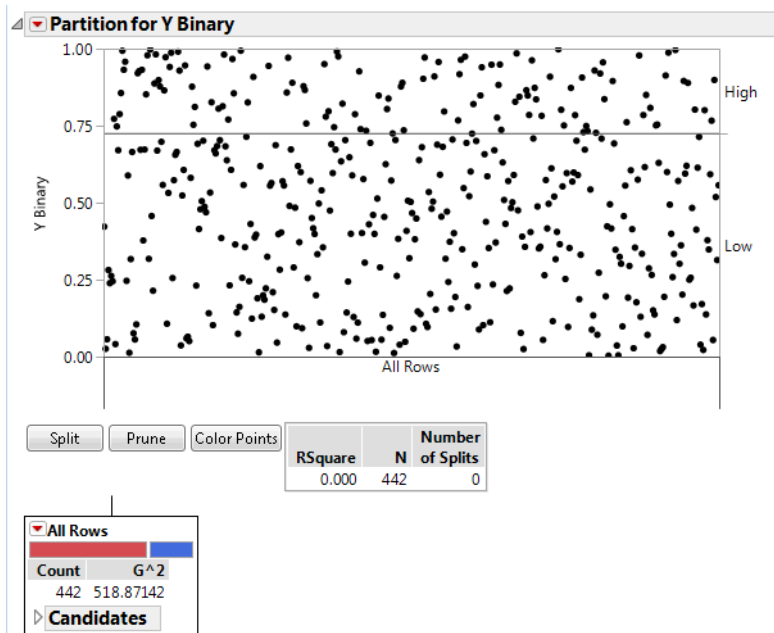 Partition for Y Binary
1.00
High
0.75
Y Binary
0.50
Low
0.25
0.00
All Rows
Split Prune Color Points
Number
RSquare N of Splits
0.000 442 0
All Rows
Count G^2
442 518.87142
Candidates